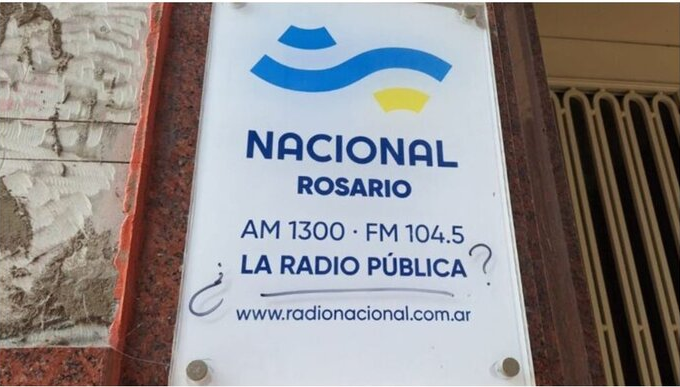 NACIONAL
ROSARIO
AM 1300 · FM 104.5
¿LA RADIO PÚBLICA?
www.radionacional.com.ar